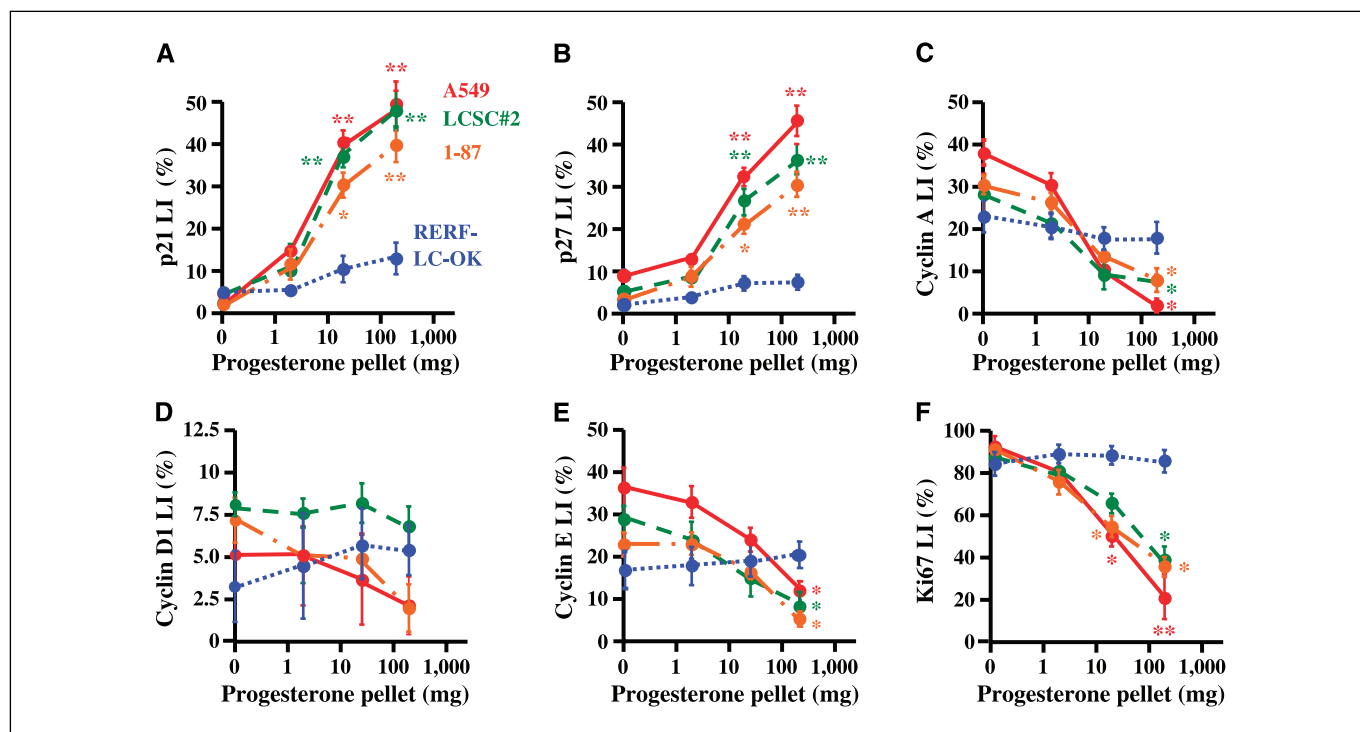 A
p21 LI (%)
50
40
30
20
10
0
0 1 10 100 1,000
Progesterone pellet (mg)
**
**
**
**
*
**
A549
LCSC#2
1-87
RERF-
LC-OK
B
p27 LI (%)
50
40
30
20
10
0
0 1 10 100 1,000
Progesterone pellet (mg)
**
**
**
**
*
**
C
Cyclin A LI (%)
50
40
30
20
10
0
0 1 10 100 1,000
Progesterone pellet (mg)
*
*
*
D
Cyclin D1 LI (%)
12.5
10
7.5
5.0
2.5
0
0 1 10 100 1,000
Progesterone pellet (mg)
E
Cyclin E LI (%)
50
40
30
20
10
0
0 1 10 100 1,000
Progesterone pellet (mg)
*
*
*
F
Ki67 LI (%)
100
80
60
40
20
0
0 1 10 100 1,000
Progesterone pellet (mg)
*
*
*
*
**